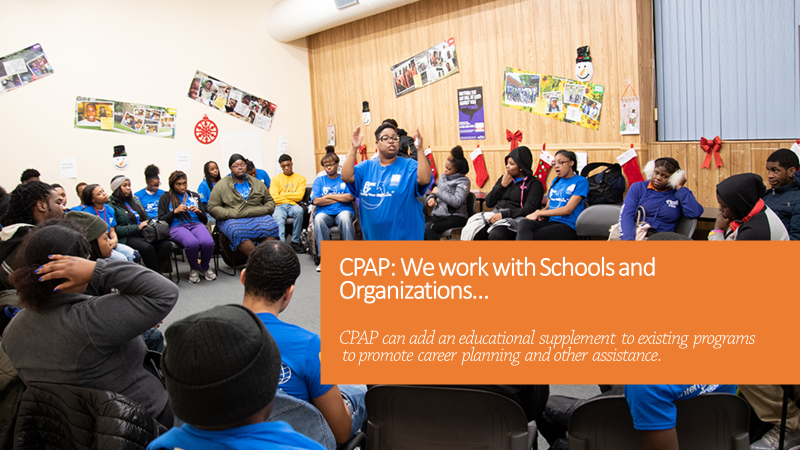 CPAP: We work with Schools and
Organizations...
CPAP can add an educational supplement to existing programs
to promote career planning and other assistance.